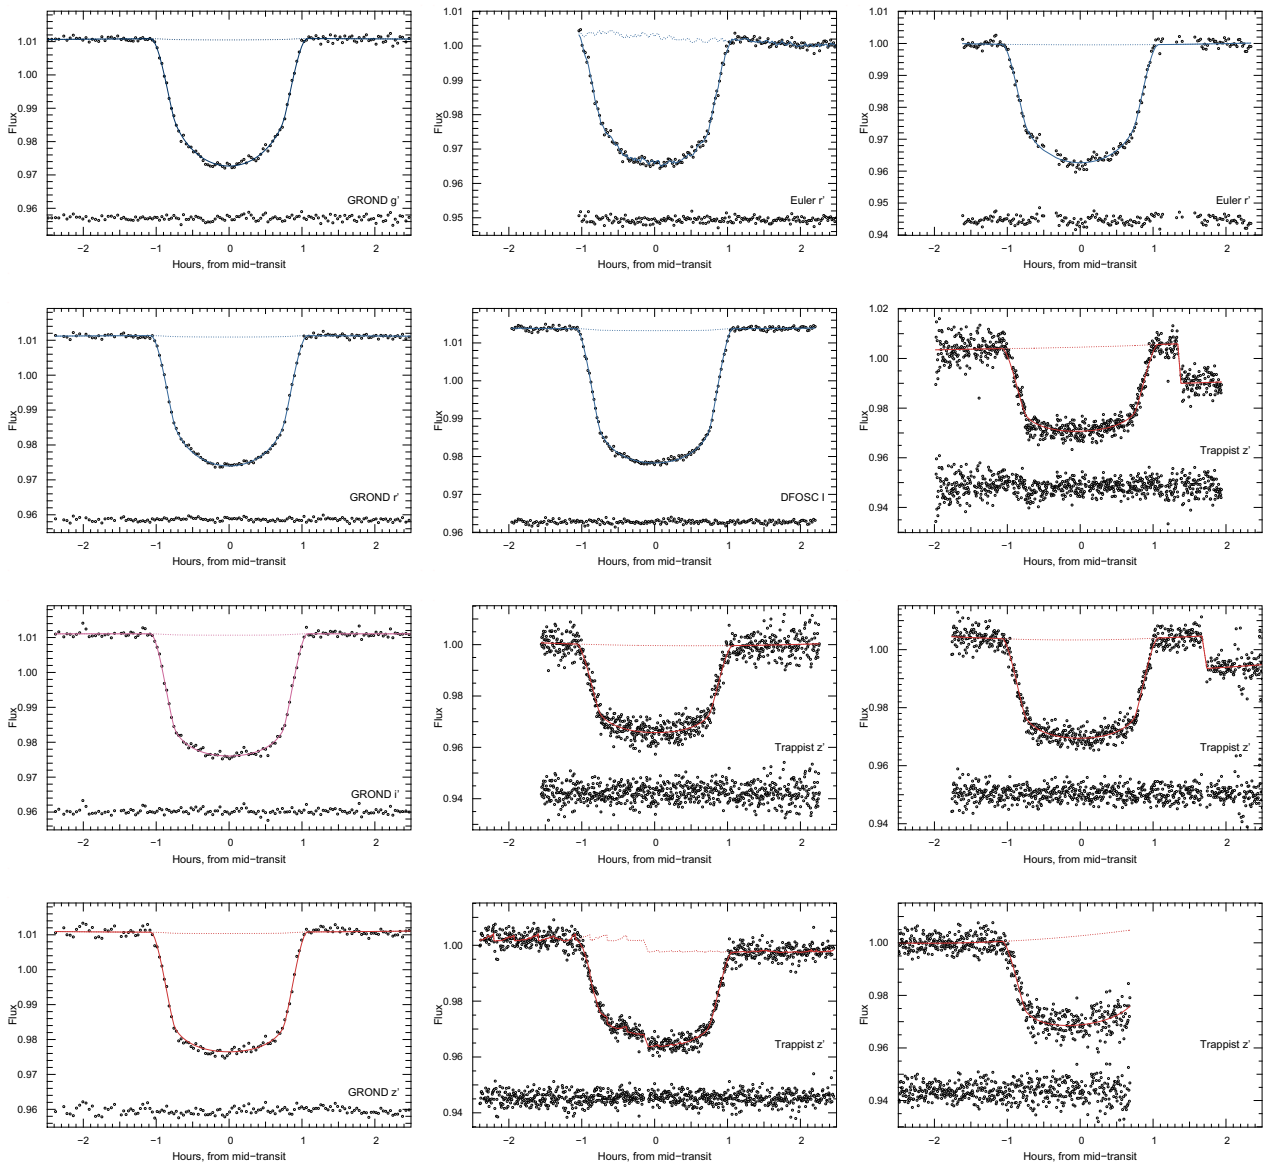 1.01
1.00
0.99
0.98
0.97
0.96
Flux
GROND g'
−2 −1 0 1 2
Hours, from mid−transit
1.01
1.00
0.99
0.98
0.97
0.96
0.95
Flux
Euler r'
−2 −1 0 1 2
Hours, from mid−transit
1.01
1.00
0.99
0.98
0.97
0.96
0.95
0.94
Flux
Euler r'
−2 −1 0 1 2
Hours, from mid−transit
1.01
1.00
0.99
0.98
0.97
0.96
Flux
GROND r'
−2 −1 0 1 2
Hours, from mid−transit
1.01
1.00
0.99
0.98
0.97
0.96
Flux
DFOSC I
−2 −1 0 1 2
Hours, from mid−transit
1.02
1.00
0.98
0.96
0.94
Flux
Trappist z'
−2 −1 0 1 2
Hours, from mid−transit
1.01
1.00
0.99
0.98
0.97
0.96
Flux
GROND i'
−2 −1 0 1 2
Hours, from mid−transit
1.00
0.98
0.96
0.94
Flux
Trappist z'
−2 −1 0 1 2
Hours, from mid−transit
1.00
0.98
0.96
0.94
Flux
Trappist z'
−2 −1 0 1 2
Hours, from mid−transit
1.01
1.00
0.99
0.98
0.97
0.96
Flux
GROND z'
−2 −1 0 1 2
Hours, from mid−transit
1.00
0.98
0.96
0.94
Flux
Trappist z'
−2 −1 0 1 2
Hours, from mid−transit
1.00
0.98
0.96
0.94
Flux
Trappist z'
−2 −1 0 1 2
Hours, from mid−transit